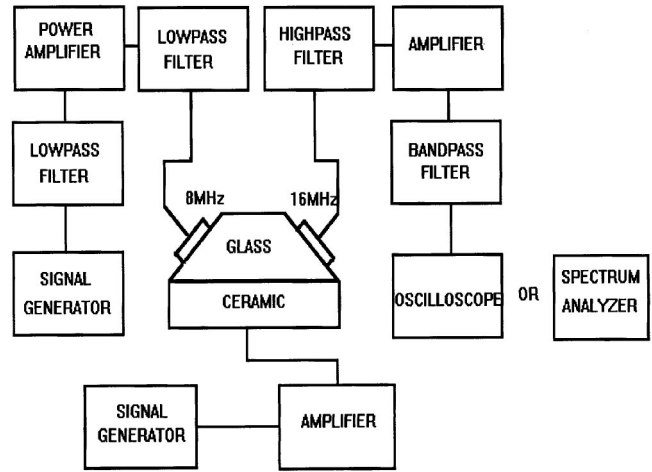 POWER
AMPLIFIER
LOWPASS
FILTER
HIGHPASS
FILTER
AMPLIFIER
LOWPASS
FILTER
BANDPASS
FILTER
8MHz
16MHz
GLASS
SIGNAL
GENERATOR
CERAMIC
OSCILLOSCOPE
OR
SPECTRUM
ANALYZER
SIGNAL
GENERATOR
AMPLIFIER